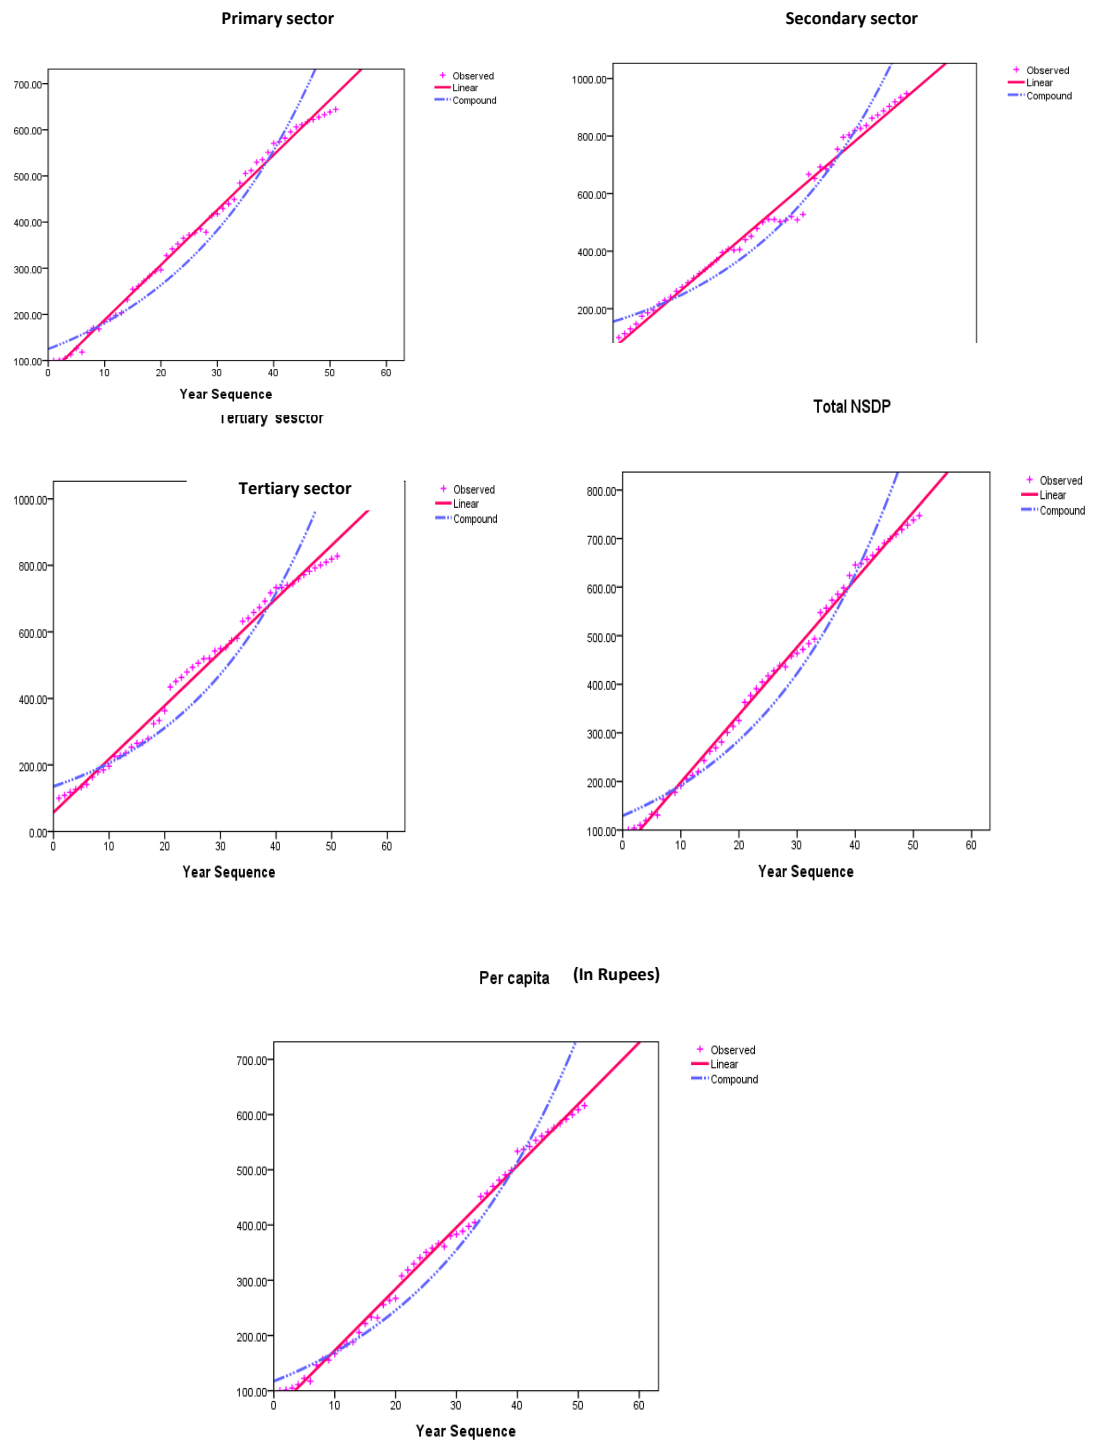 Primary sector
Secondary sector
700.00
600.00
500.00
400.00
300.00
200.00
100.00
0 10 20 30 40 50 60
Year Sequence
Observed
Linear
Compound
1000.00
800.00
600.00
400.00
200.00
Observed
Linear
Compound
Tertiary sesctor
Total NSDP
Tertiary sector
1000.00
800.00
600.00
400.00
200.00
0.00
0 10 20 30 40 50 60
Year Sequence
Observed
Linear
Compound
800.00
700.00
600.00
500.00
400.00
300.00
200.00
100.00
0 10 20 30 40 50 60
Year Sequence
Observed
Linear
Compound
Per capita (In Rupees)
700.00
600.00
500.00
400.00
300.00
200.00
100.00
0 10 20 30 40 50 60
Year Sequence
Observed
Linear
Compound